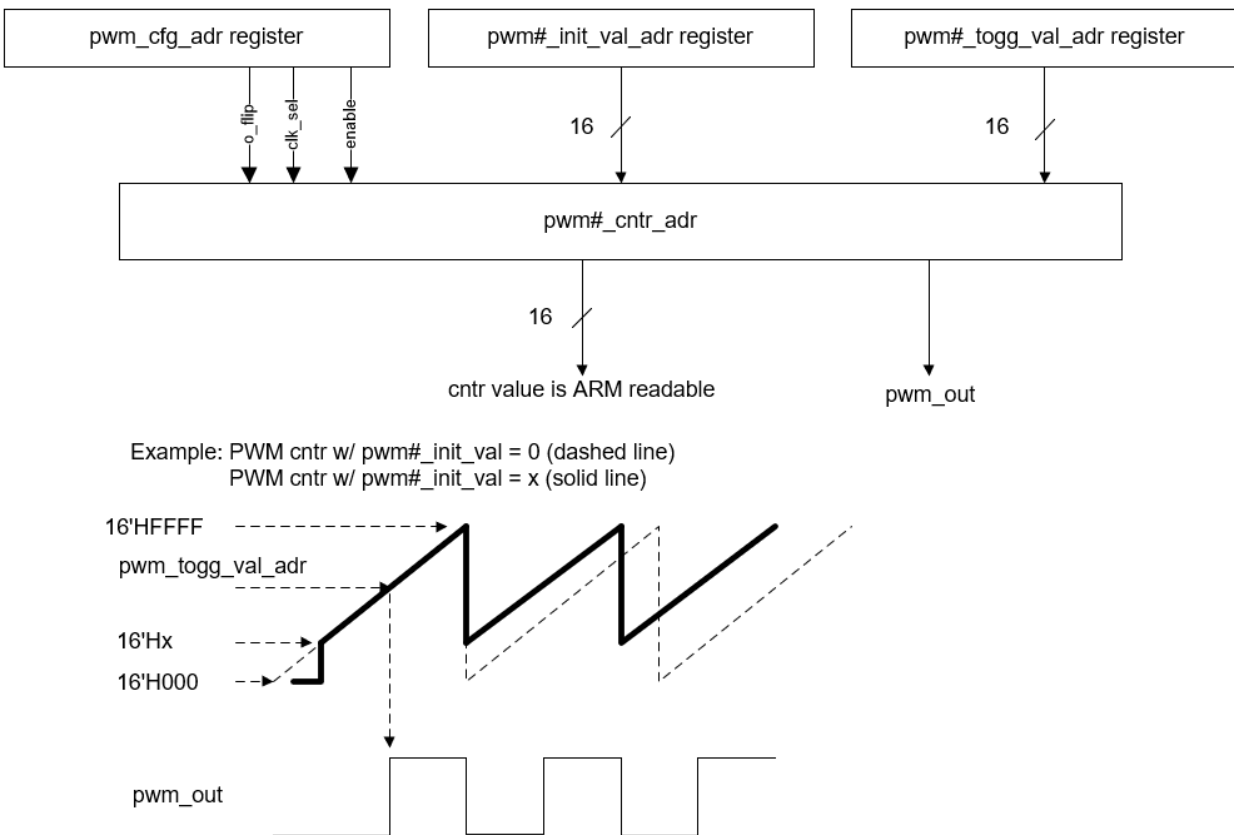 pwm_cfg_adr register
pwm#_init_val_adr register
pwm#_togg_val_adr register
o_flip
clk_sel
enable
16
16
pwm#_cntr_adr
16
cntr value is ARM readable
pwm_out
Example: PWM cntr w/ pwm#_init_val = 0 (dashed line)
PWM cntr w/ pwm#_init_val = x (solid line)
16'HFFFF
pwm_togg_val_adr
16'Hx
16'H000
pwm_out